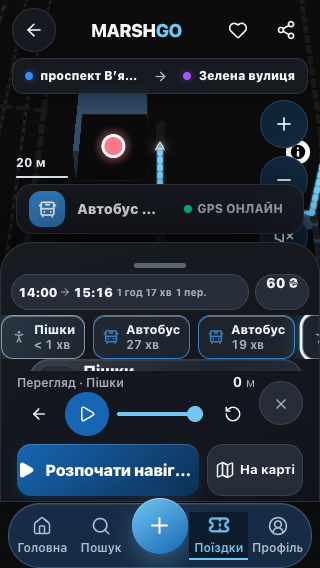 MARSHGO
проспект В’я...
Зелена вулиця
20 м
Автобус ...
GPS ОНЛАЙН
14:00 → 15:16 1 год 17 хв 1 пер.
60 ₴
Пішки
< 1 хв
Автобус
27 хв
Автобус
19 хв
Пішки
Перегляд · Пішки
0 м
Розпочати навіг...
На карті
Головна
Пошук
Поїздки
Профіль